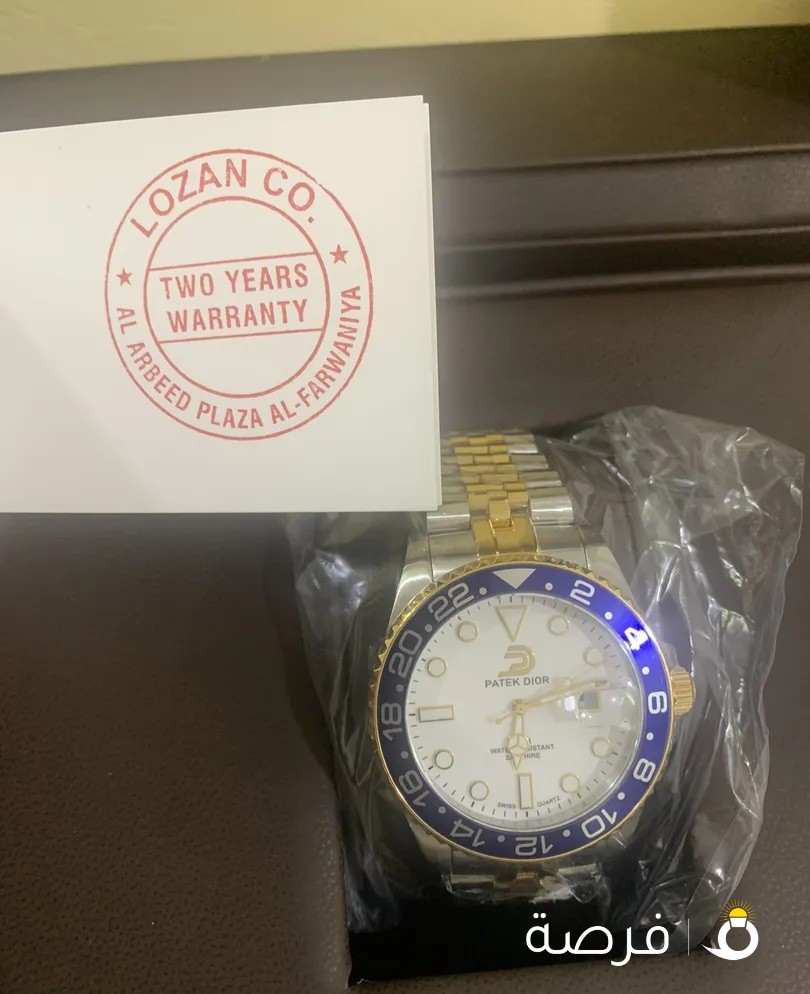 LOZAN CO.
TWO YEARS
WARRANTY
AL ARBEED PLAZA AL-FARWANIYA
2
4
6
8
10
12
14
16
18
20
22
PATEK DIOR
SWISS QUARTZ
فرصة